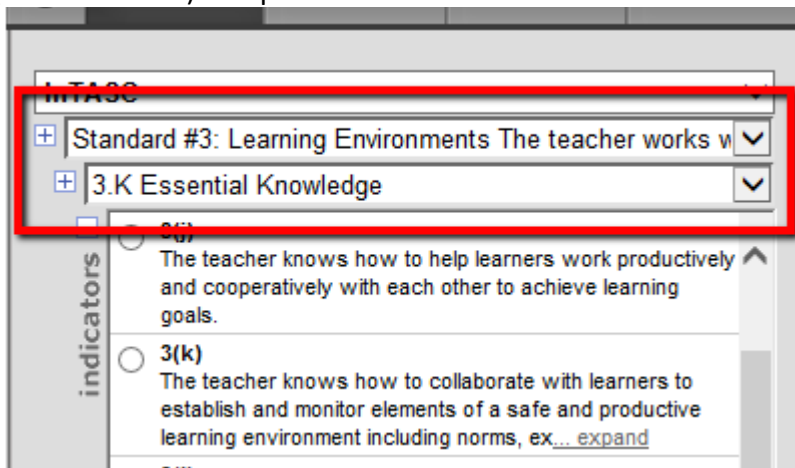 InTASC
Standard #3: Learning Environments The teacher works w
3.K Essential Knowledge
indicators
3(j)
The teacher knows how to help learners work productively
and cooperatively with each other to achieve learning
goals.
3(k)
The teacher knows how to collaborate with learners to
establish and monitor elements of a safe and productive
learning environment including norms, ex... expand